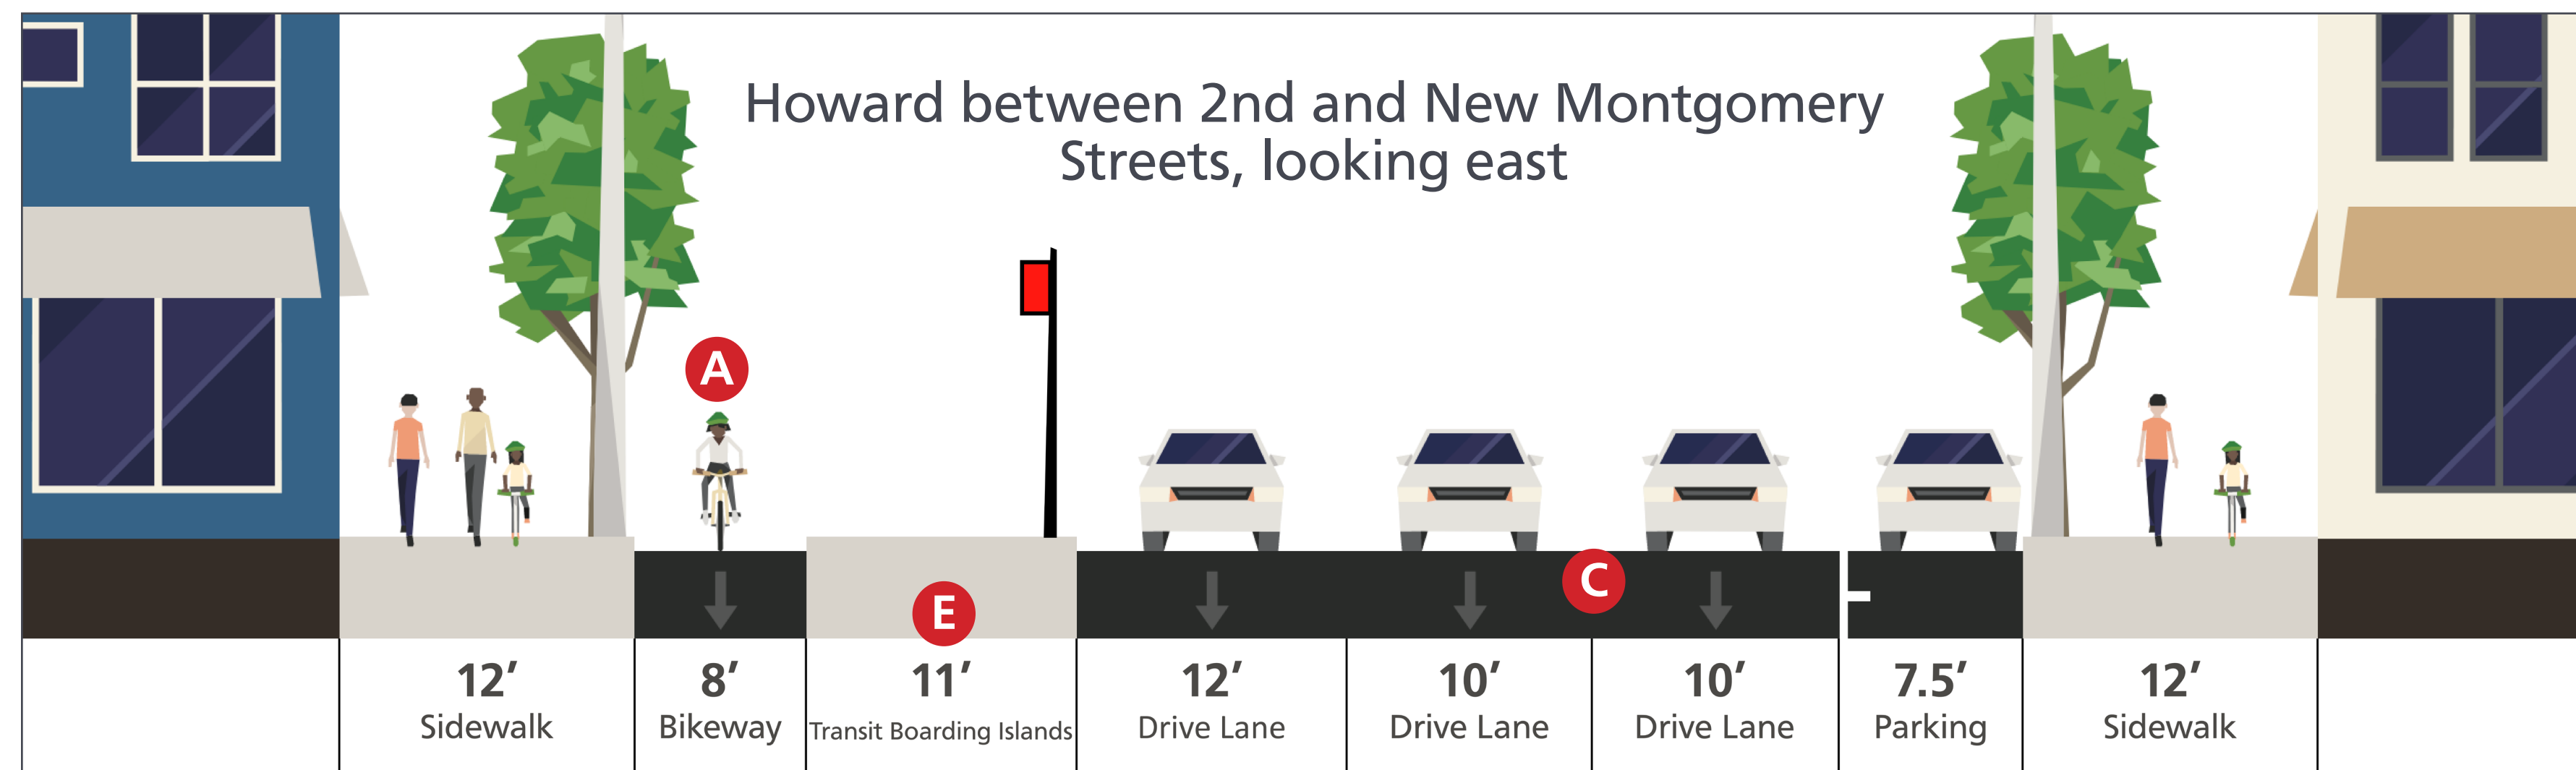 Howard between 2nd and New Montgomery
Streets, looking east
A
E
C
12’ 8’ 11’ 12’ 10’ 10’ 7.5’ 12’
Sidewalk Bikeway Transit Boarding Islands Drive Lane Drive Lane Drive Lane Parking Sidewalk